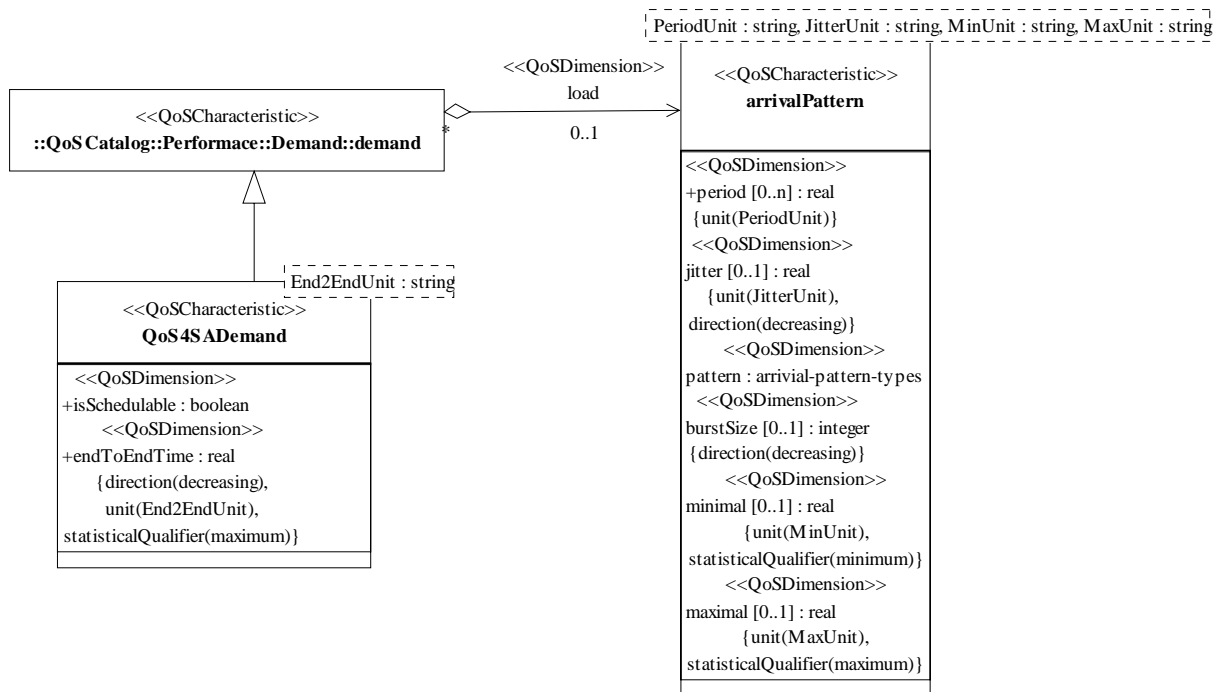 PeriodUnit : string, JitterUnit : string, MinUnit : string, MaxUnit : string
<<QoSDimension>>
load
0..1
*
<<QoSCharacteristic>>
arrivalPattern
<<QoSCharacteristic>>
::QoSCatalog::Performace::Demand::demand
<<QoSDimension>>
+period [0..n] : real
{unit(PeriodUnit)}
<<QoSDimension>>
jitter [0..1] : real
{unit(JitterUnit),
direction(decreasing)}
<<QoSDimension>>
pattern : arrivial-pattern-types
<<QoSDimension>>
burstSize [0..1] : integer
{direction(decreasing)}
<<QoSDimension>>
minimal [0..1] : real
{unit(MinUnit),
statisticalQualifier(minimum)}
<<QoSDimension>>
maximal [0..1] : real
{unit(MaxUnit),
statisticalQualifier(maximum)}
End2EndUnit : string
<<QoSCharacteristic>>
QoS4SADemand
<<QoSDimension>>
+isSchedulable : boolean
<<QoSDimension>>
+endToEndTime : real
{direction(decreasing),
unit(End2EndUnit),
statisticalQualifier(maximum)}